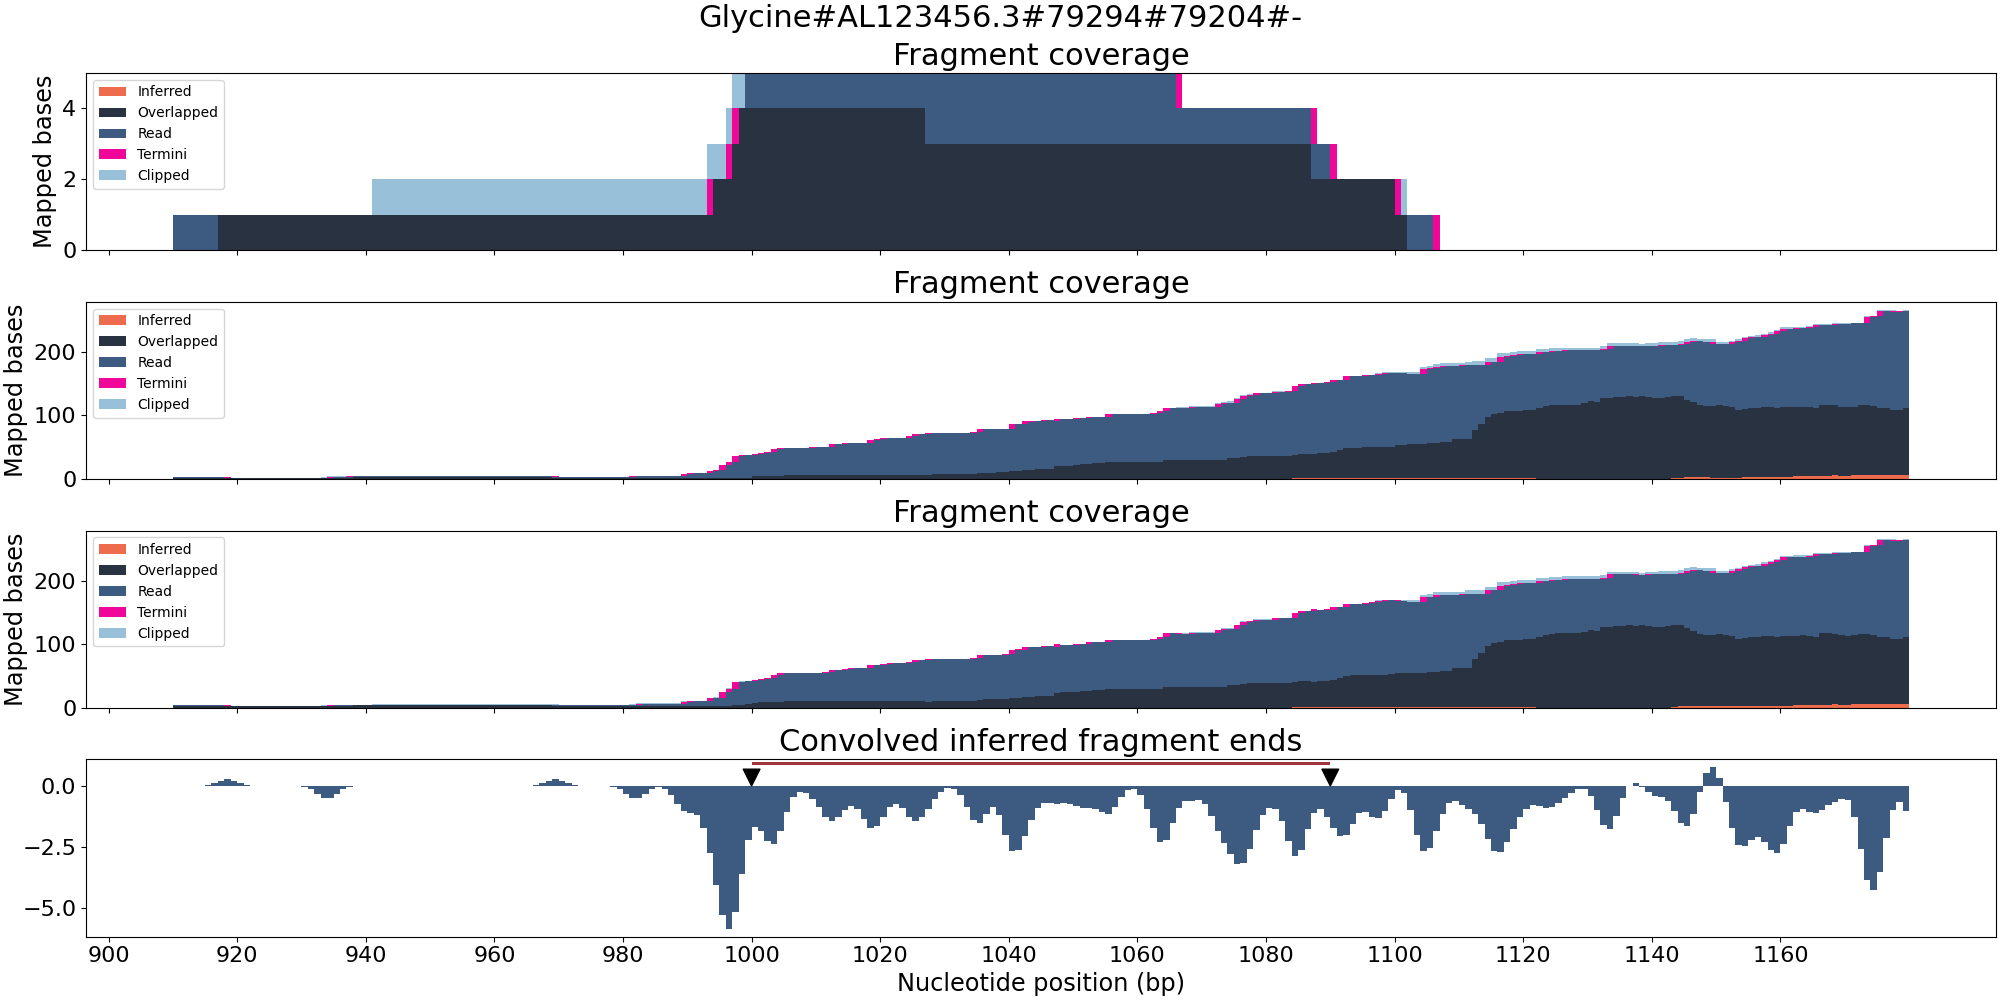 Glycine#AL123456.3#79294#79204#-
Fragment coverage
Mapped bases
4
2
0
Inferred
Overlapped
Read
Termini
Clipped
Fragment coverage
Mapped bases
200
100
0
Inferred
Overlapped
Read
Termini
Clipped
Fragment coverage
Mapped bases
200
100
0
Inferred
Overlapped
Read
Termini
Clipped
Convolved inferred fragment ends
0.0
−2.5
−5.0
900 920 940 960 980 1000 1020 1040 1060 1080 1100 1120 1140 1160
Nucleotide position (bp)